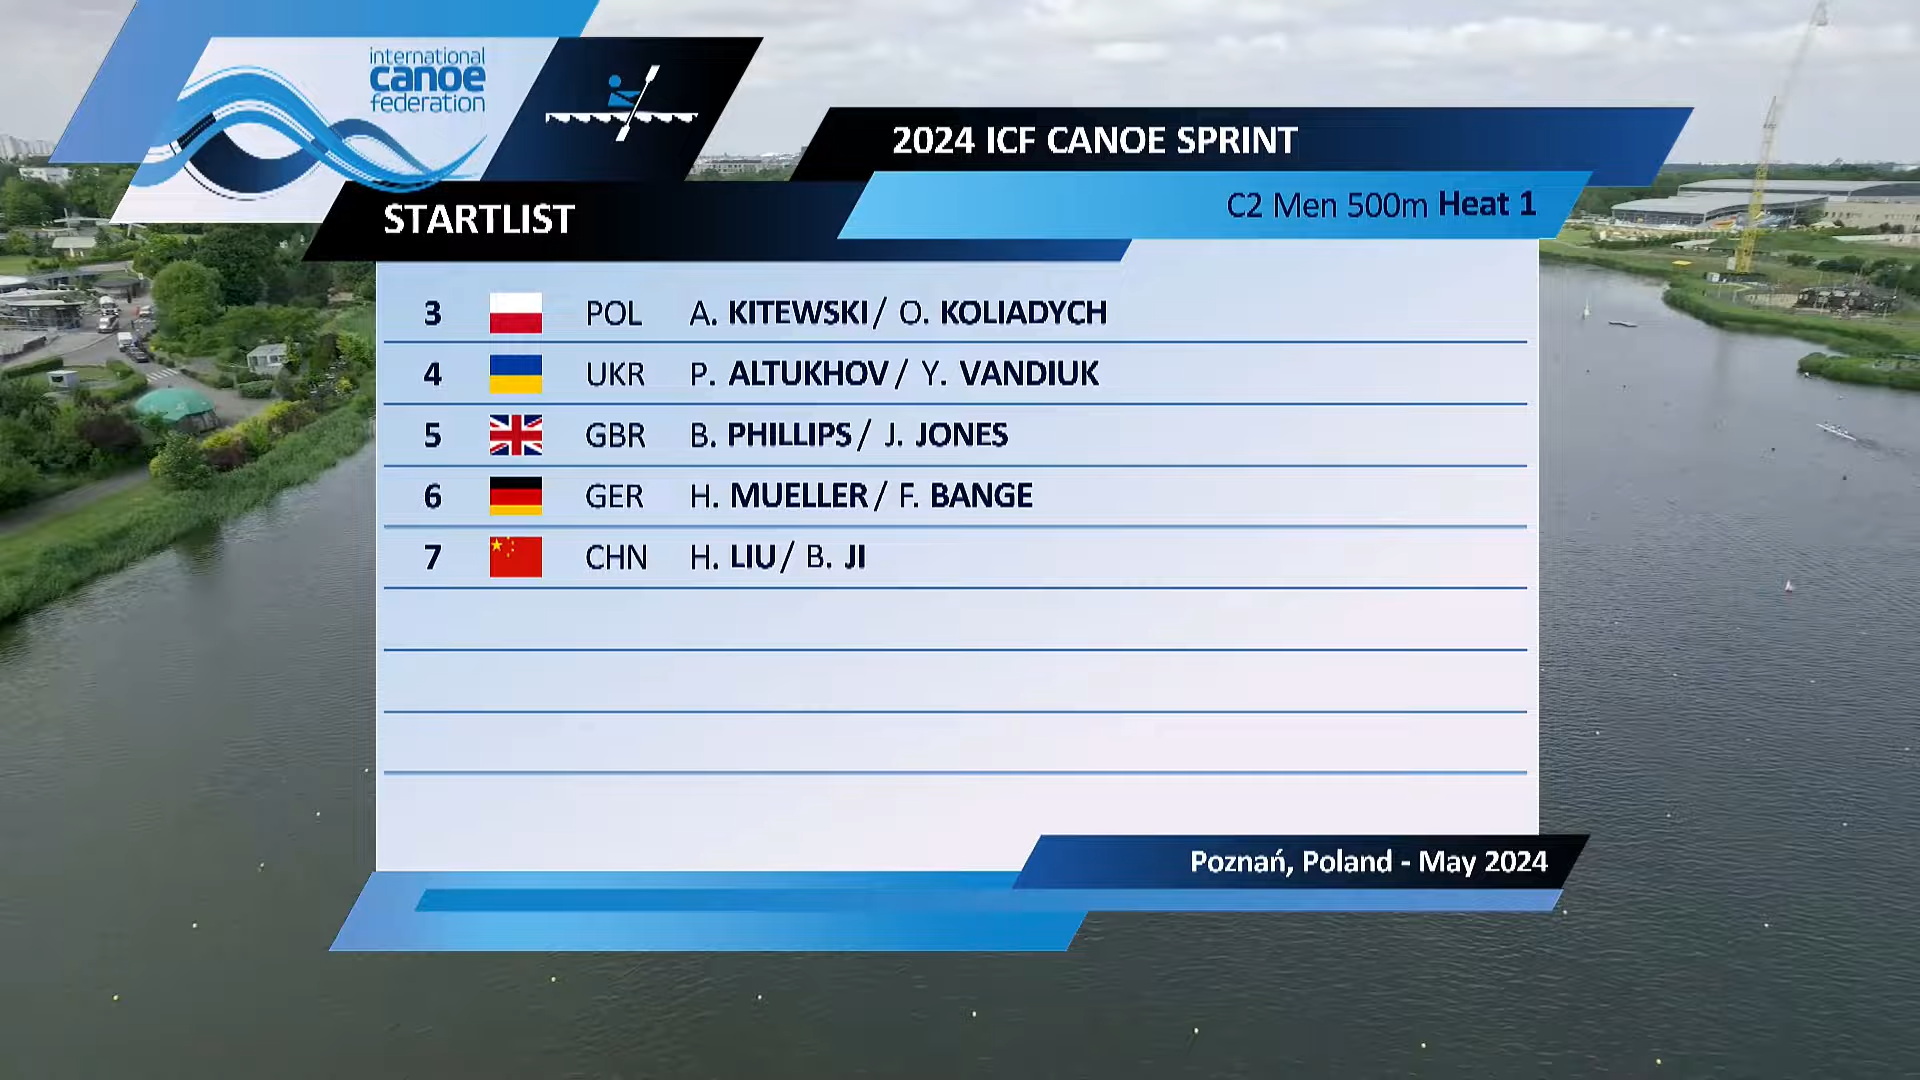 international
canoe
federation
2024 ICF CANOE SPRINT
C2 Men 500m Heat 1
STARTLIST
3 POL A. KITEWSKI / O. KOLIADYCH
4 UKR P. ALTUKHOV / Y. VANDIUK
5 GBR B. PHILLIPS / J. JONES
6 GER H. MUELLER / F. BANGE
7 CHN H. LIU / B. JI
Poznań, Poland - May 2024